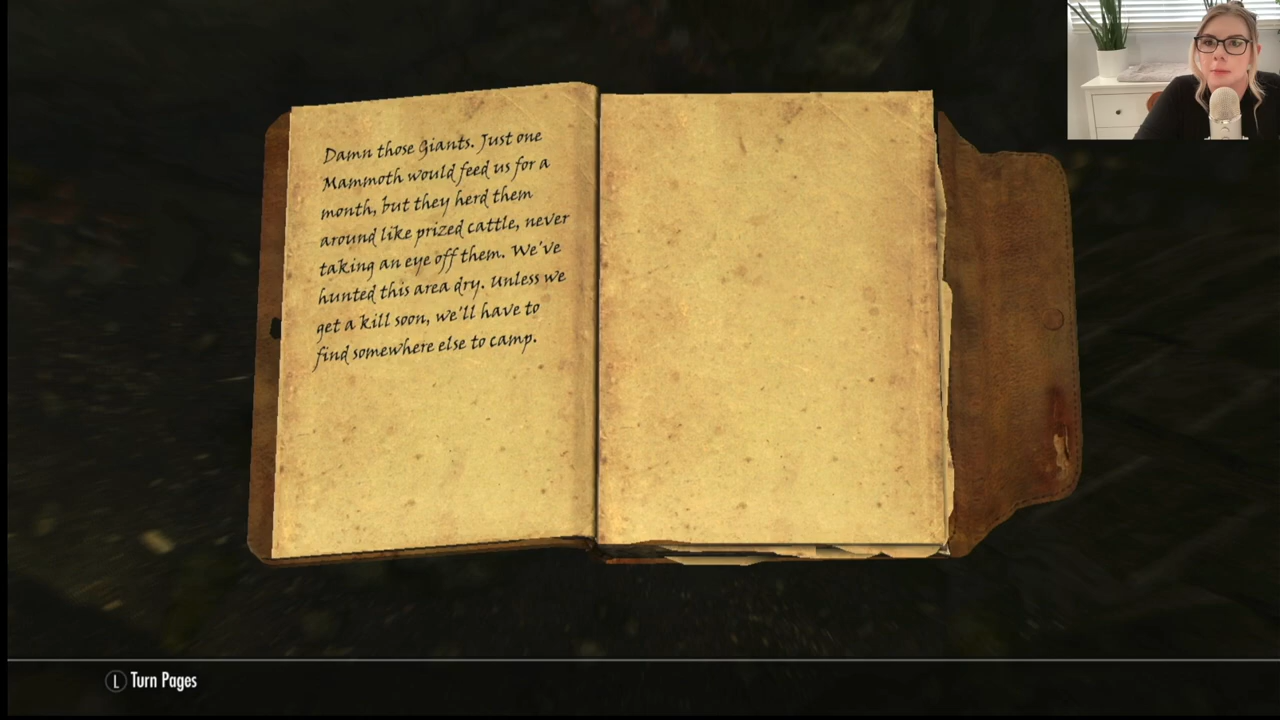 Damn those Giants. Just one
Mammoth would feed us for a
month, but they herd them
around like prized cattle, never
taking an eye off them. We've
hunted this area dry. Unless we
get a kill soon, we'll have to
find somewhere else to camp.
L Turn Pages